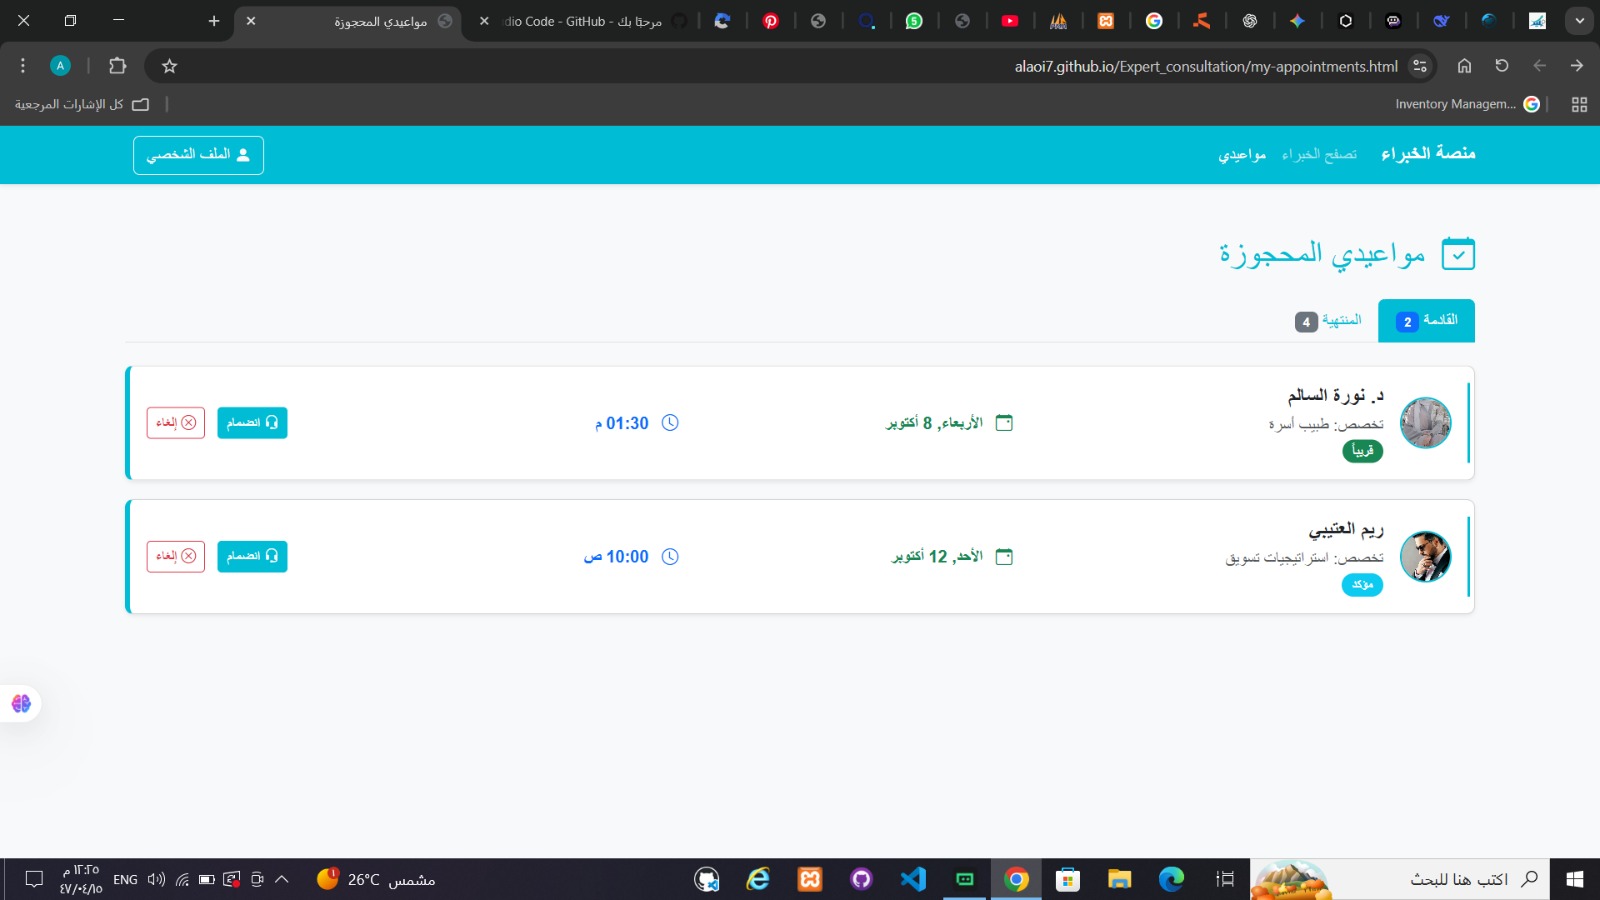 مواعيدي المحجوزة
dio Code - GitHub - مرحبًا بك
A
alaoi7.github.io/Expert_consultation/my-appointments.html
Inventory Managem...
كل الإشارات المرجعية
منصة الخبراء
تصفح الخبراء
مواعيدي
الملف الشخصي
مواعيدي المحجوزة
القادمة 2
المنتهية 4
د. نورة السالم
تخصص: طبيب أسرة
قريباً
الأربعاء, 8 أكتوبر
01:30 م
انضمام
إلغاء
ريم العتيبي
تخصص: استراتيجيات تسويق
مؤكد
الأحد, 12 أكتوبر
10:00 ص
انضمام
إلغاء
اكتب هنا للبحث
26°C مشمس
ENG
١٢:٢٥ م
٤٧/٠٤/١٥